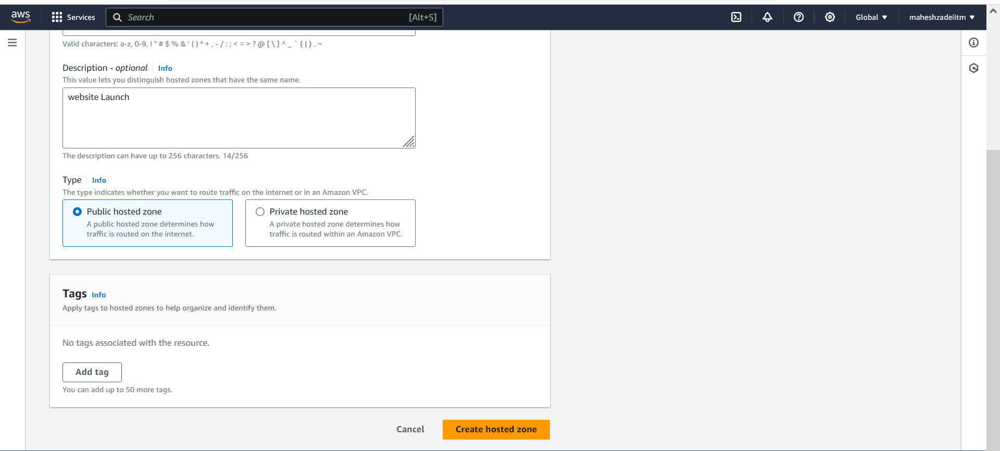 aws
Services
Search
[Alt+S]
Global
maheshzadeiitm
Valid characters: a-z, 0-9, ! " # $ % & ' ( ) * + , - / : ; < = > ? @ [ \ ] ^ _ ` { | } . ~
Description - optional
Info
This value lets you distinguish hosted zones that have the same name.
website Launch
The description can have up to 256 characters. 14/256
Type
Info
The type indicates whether you want to route traffic on the internet or in an Amazon VPC.
Public hosted zone
A public hosted zone determines how
traffic is routed on the internet.
Private hosted zone
A private hosted zone determines how
traffic is routed within an Amazon VPC.
Tags
Info
Apply tags to hosted zones to help organize and identify them.
No tags associated with the resource.
Add tag
You can add up to 50 more tags.
Cancel
Create hosted zone